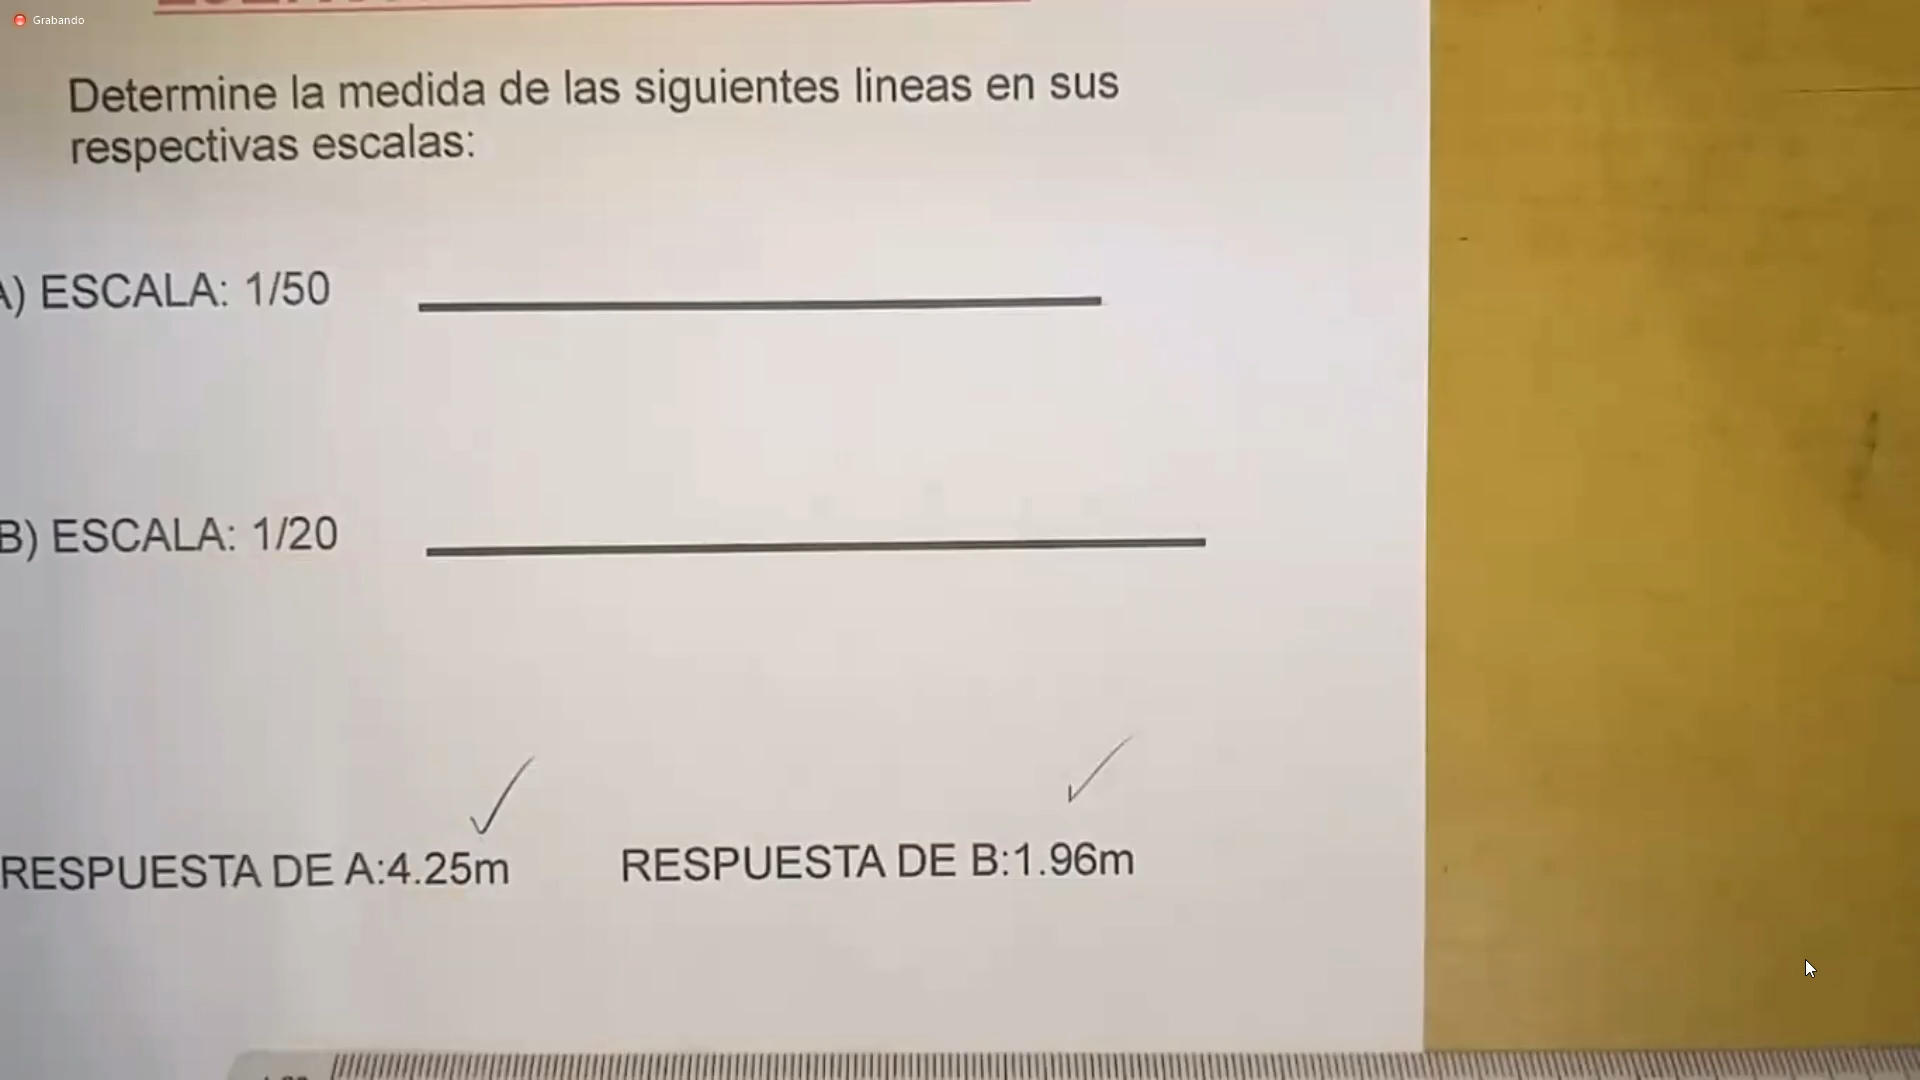 Grabando
Determine la medida de las siguientes lineas en sus
respectivas escalas:
A) ESCALA: 1/50
B) ESCALA: 1/20
RESPUESTA DE A:4.25m
RESPUESTA DE B:1.96m